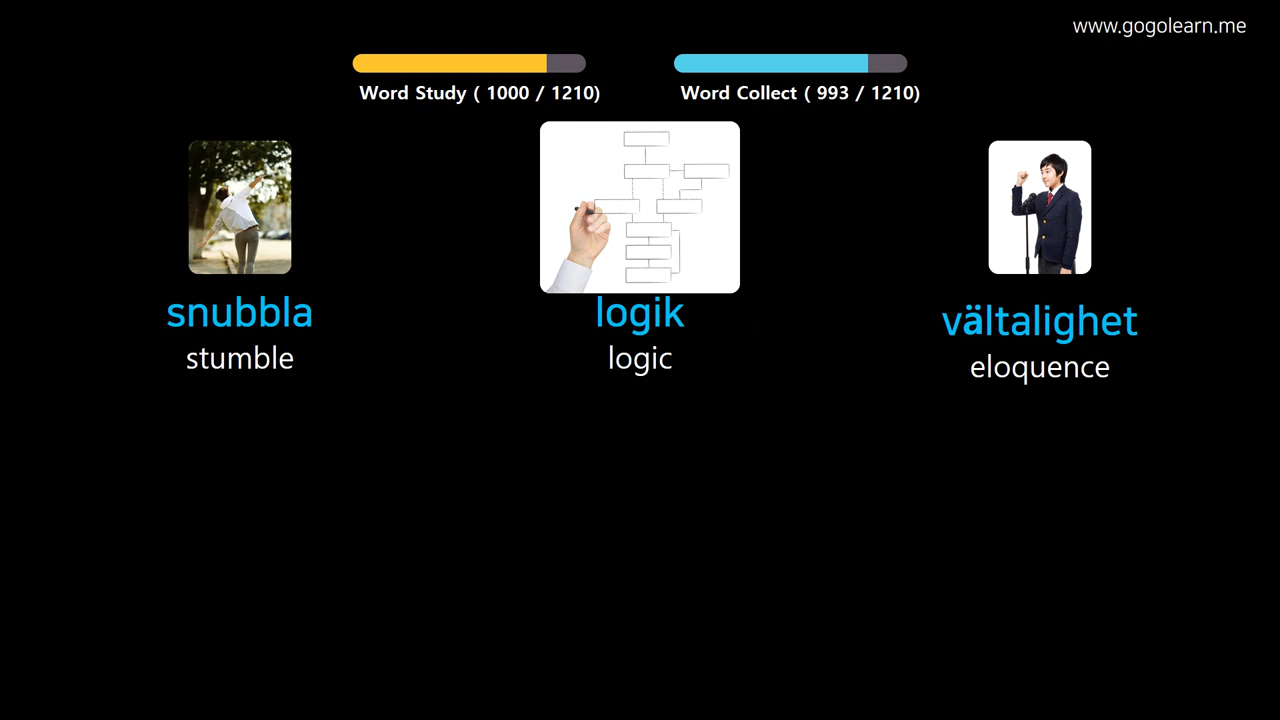 www.gogolearn.me
Word Study ( 1000 / 1210)
Word Collect ( 993 / 1210)
snubbla
stumble
logik
logic
vältalighet
eloquence